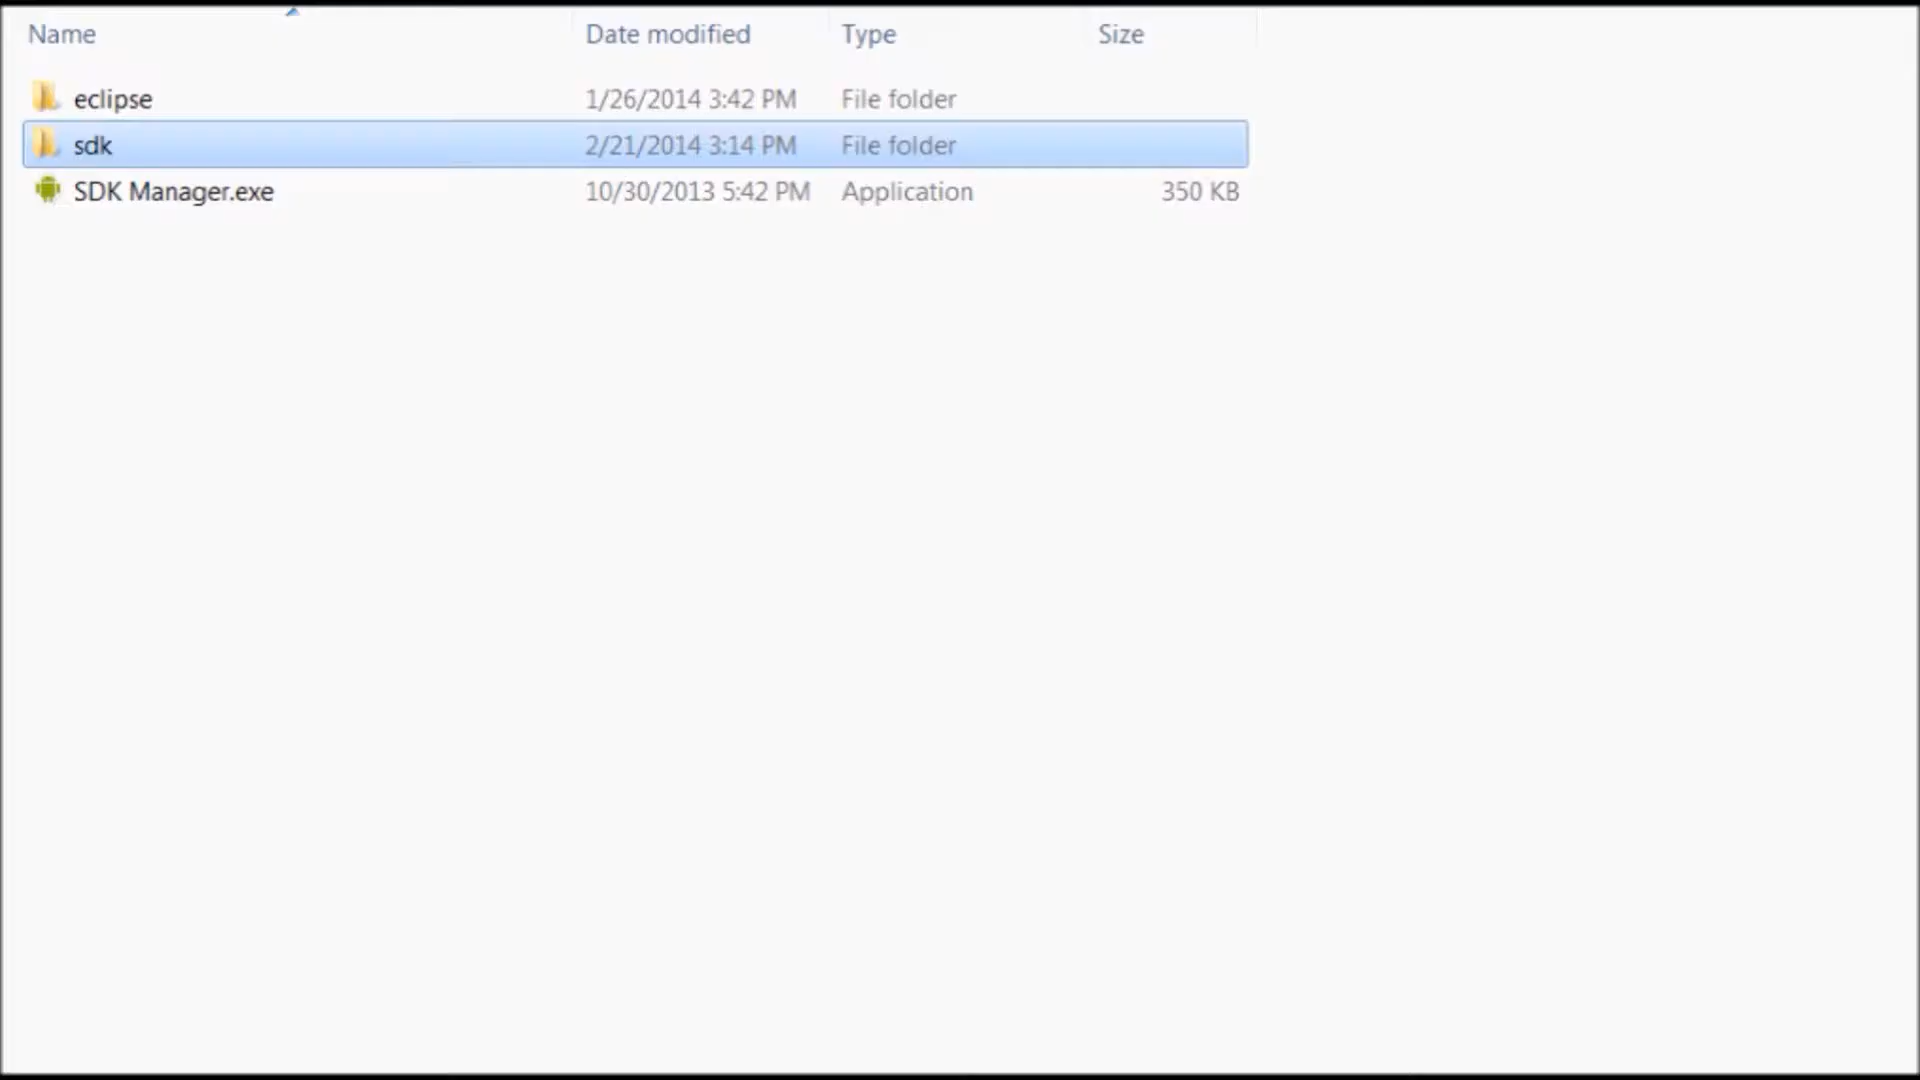 Name Date modified Type Size
eclipse 1/26/2014 3:42 PM File folder
sdk 2/21/2014 3:14 PM File folder
SDK Manager.exe 10/30/2013 5:42 PM Application 350 KB